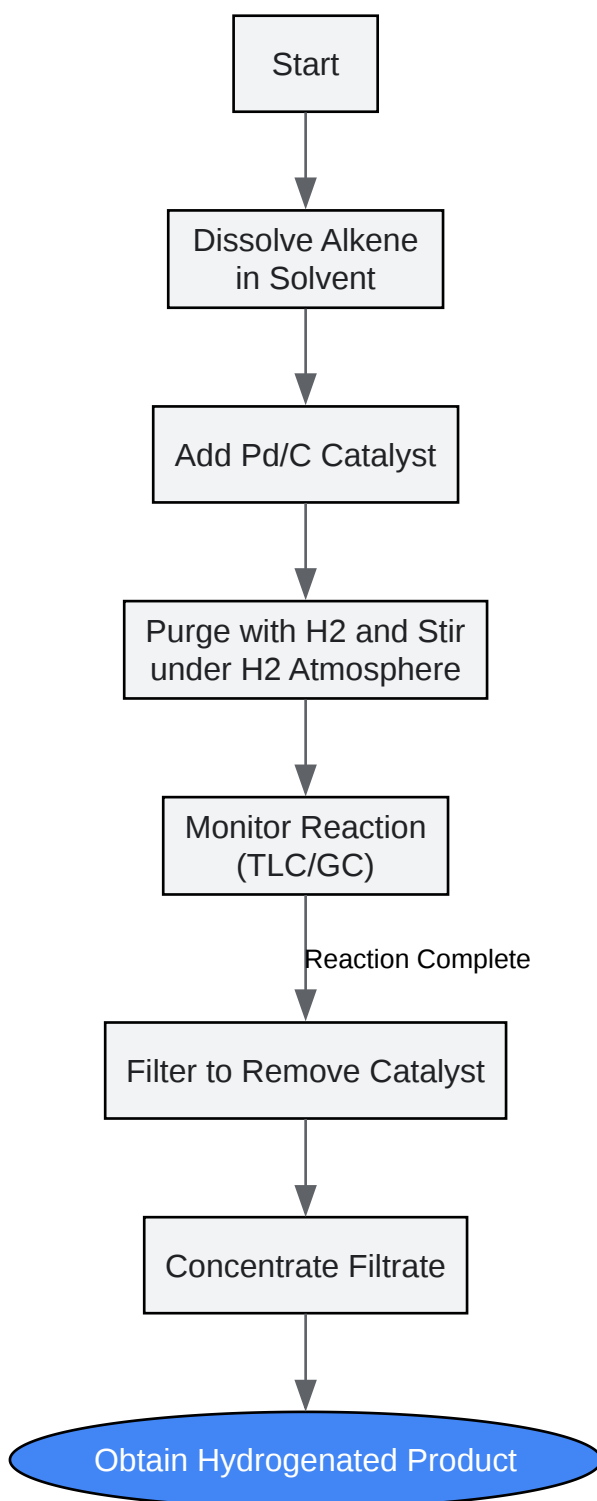 Start
Dissolve Alkene
in Solvent
Add Pd/C Catalyst
Purge with H2 and Stir
under H2 Atmosphere
Monitor Reaction
(TLC/GC)
Reaction Complete
Filter to Remove Catalyst
Concentrate Filtrate
Obtain Hydrogenated Product